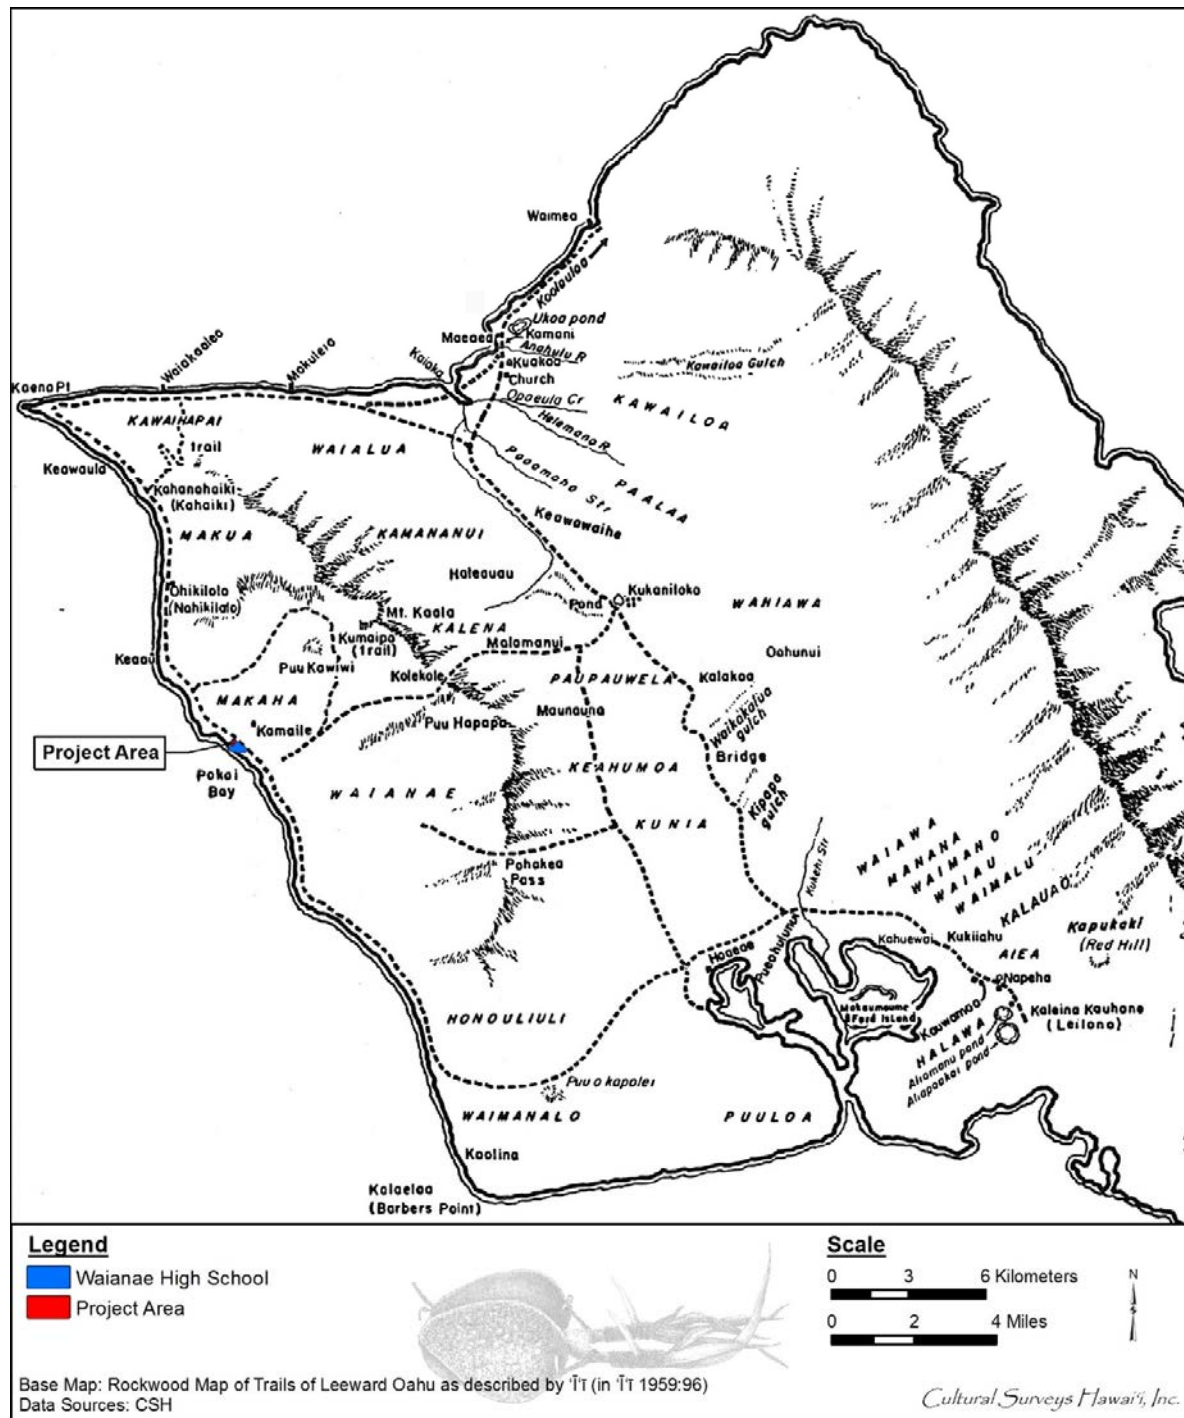 Waimea
Koolauloa
Ukoa pond
Maeaea
Kamani
Anahulu R
Kuakoa
Church
Opaeula Cr
Helemano R
Kawailoa Gulch
KAWAILOA
Kaiaka
Mokuleia
Waiakaalea
Kaena Pt
KAWAIHAPAI
trail
WAIALUA
Poamoho Str
PAALAA
Keawawaihe
Keawaula
Kahanahaiki
(Kahaiki)
MAKUA
KAMANANUI
Haleauau
Ohikilolo
(Nahikilalo)
Mt. Kaala
Kumaipo
(trail)
KALENA
Pond
Kukaniloko
WAHIAWA
Malamanui
Oahunui
Keaau
Puu Kawiwi
Kolekole
PAUPAUWELA
Kalakoa
MAKAHA
Kamaile
Puu Hapapa
Maunauna
Waikakalaua
gulch
Bridge
Project Area
Pokai
Bay
WAIANAE
KEAHUMOA
Kipapa
gulch
KUNIA
Pohakea
Pass
Kukehi Str
WAIAWA
MANANA
WAIMANO
WAIAU
WAIMALU
KALAUAO
Kapukaki
(Red Hill)
Hoaeae
Pueohulunui
Kahuewai
Kukiiahu
AIEA
Napeha
Mokuumeume
Ford Island
Kauwamoa
HALAWA
Aliamanu pond
Aliapaakai pond
Kaleina Kauhane
(Leilono)
HONOULIULI
Puu o kapolei
WAIMANALO
PUULOA
Koolina
Kalaeloa
(Barbers Point)
Legend
Waianae High School
Project Area
Scale
0 3 6 Kilometers
0 2 4 Miles
N
Base Map: Rockwood Map of Trails of Leeward Oahu as described by ʻĪʻī (in ʻĪʻī 1959:96)
Data Sources: CSH
Cultural Surveys Hawaiʻi, Inc.